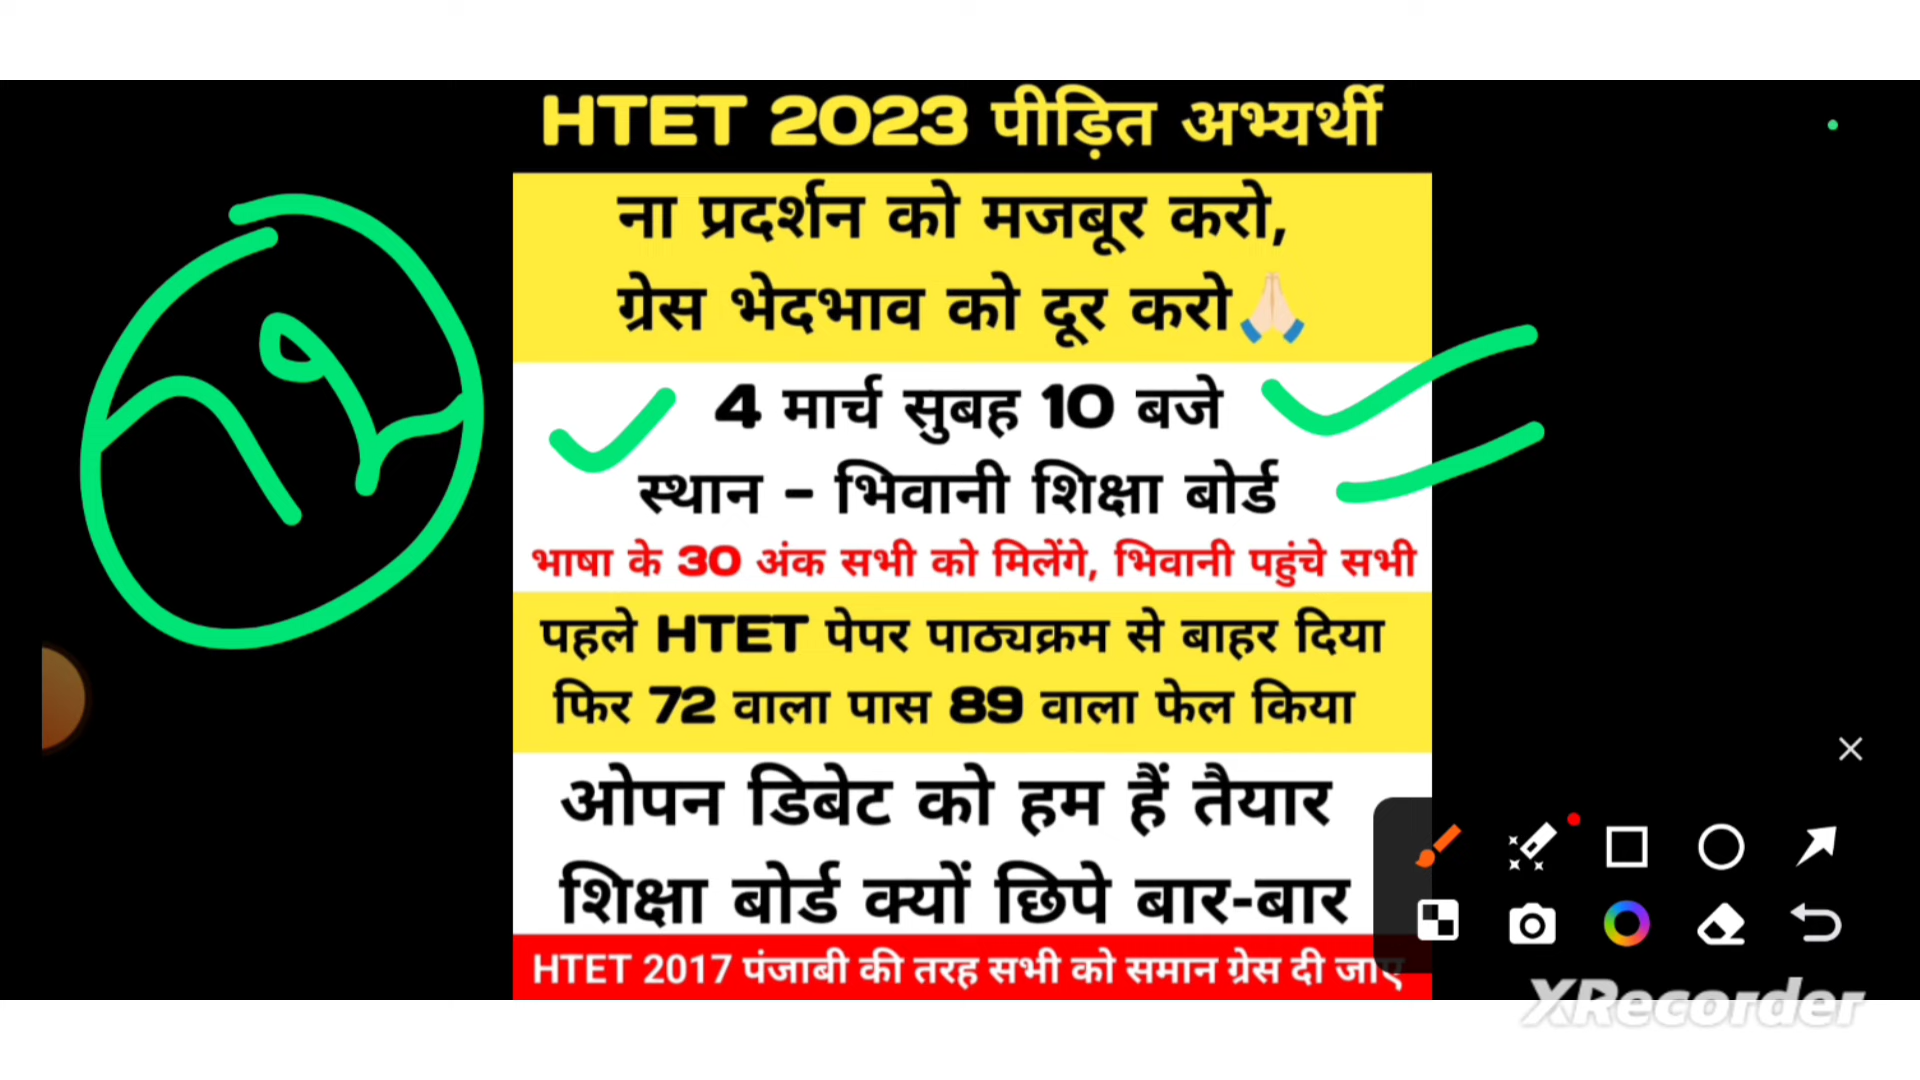 HTET 2023 पीड़ित अभ्यर्थी
ना प्रदर्शन को मजबूर करो,
ग्रेस भेदभाव को दूर करो🙏🏻
4 मार्च सुबह 10 बजे
स्थान - भिवानी शिक्षा बोर्ड
भाषा के 30 अंक सभी को मिलेंगे, भिवानी पहुंचे सभी
पहले HTET पेपर पाठ्यक्रम से बाहर दिया
फिर 72 वाला पास 89 वाला फेल किया
ओपन डिबेट को हम हैं तैयार
शिक्षा बोर्ड क्यों छिपे बार-बार
HTET 2017 पंजाबी की तरह सभी को समान ग्रेस दी जाए
XRecorder